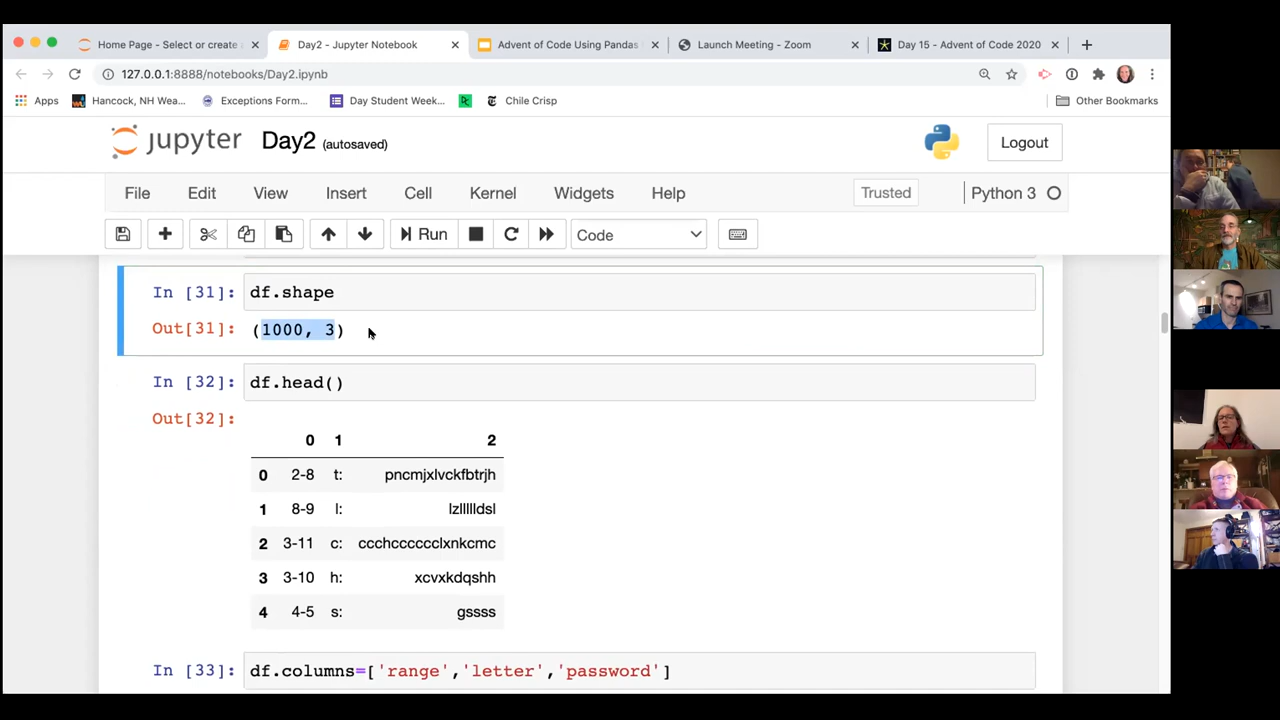 Home Page - Select or create a
Day2 - Jupyter Notebook
Advent of Code Using Pandas
Launch Meeting - Zoom
Day 15 - Advent of Code 2020
127.0.0.1:8888/notebooks/Day2.ipynb
Apps
Hancock, NH Wea...
Exceptions Form...
Day Student Week...
Chile Crisp
Other Bookmarks
jupyter Day2 (autosaved)
Logout
File Edit View Insert Cell Kernel Widgets Help
Trusted
Python 3
Run
Code
In [31]: df.shape
Out[31]: (1000, 3)
In [32]: df.head()
Out[32]:
0 1 2
0 2-8 t: pncmjxlvckfbtrjh
1 8-9 l: lzllllldsl
2 3-11 c: ccchcccccclxnkcmc
3 3-10 h: xcvxkdqshh
4 4-5 s: gssss
In [33]: df.columns=['range','letter','password']